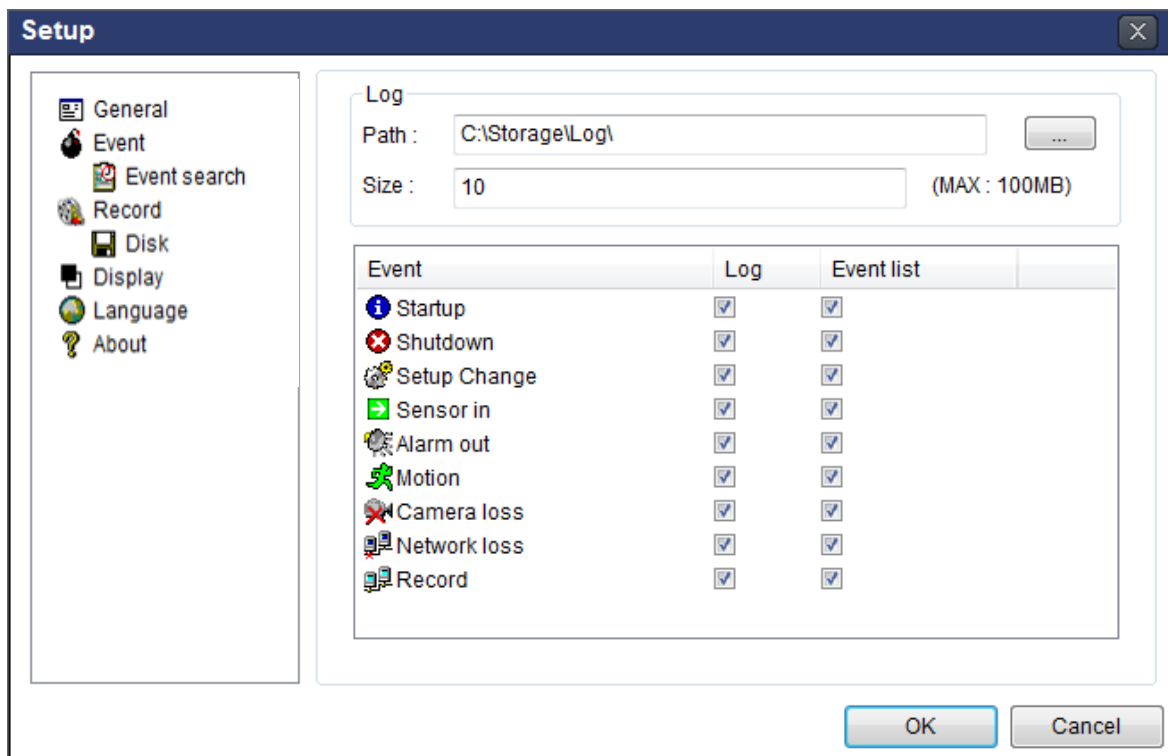 Setup
General
Event
Event search
Record
Disk
Display
Language
About
Log
Path : C:\Storage\Log\ ...
Size : 10 (MAX : 100MB)
Event Log Event list
Startup
Shutdown
Setup Change
Sensor in
Alarm out
Motion
Camera loss
Network loss
Record
OK Cancel